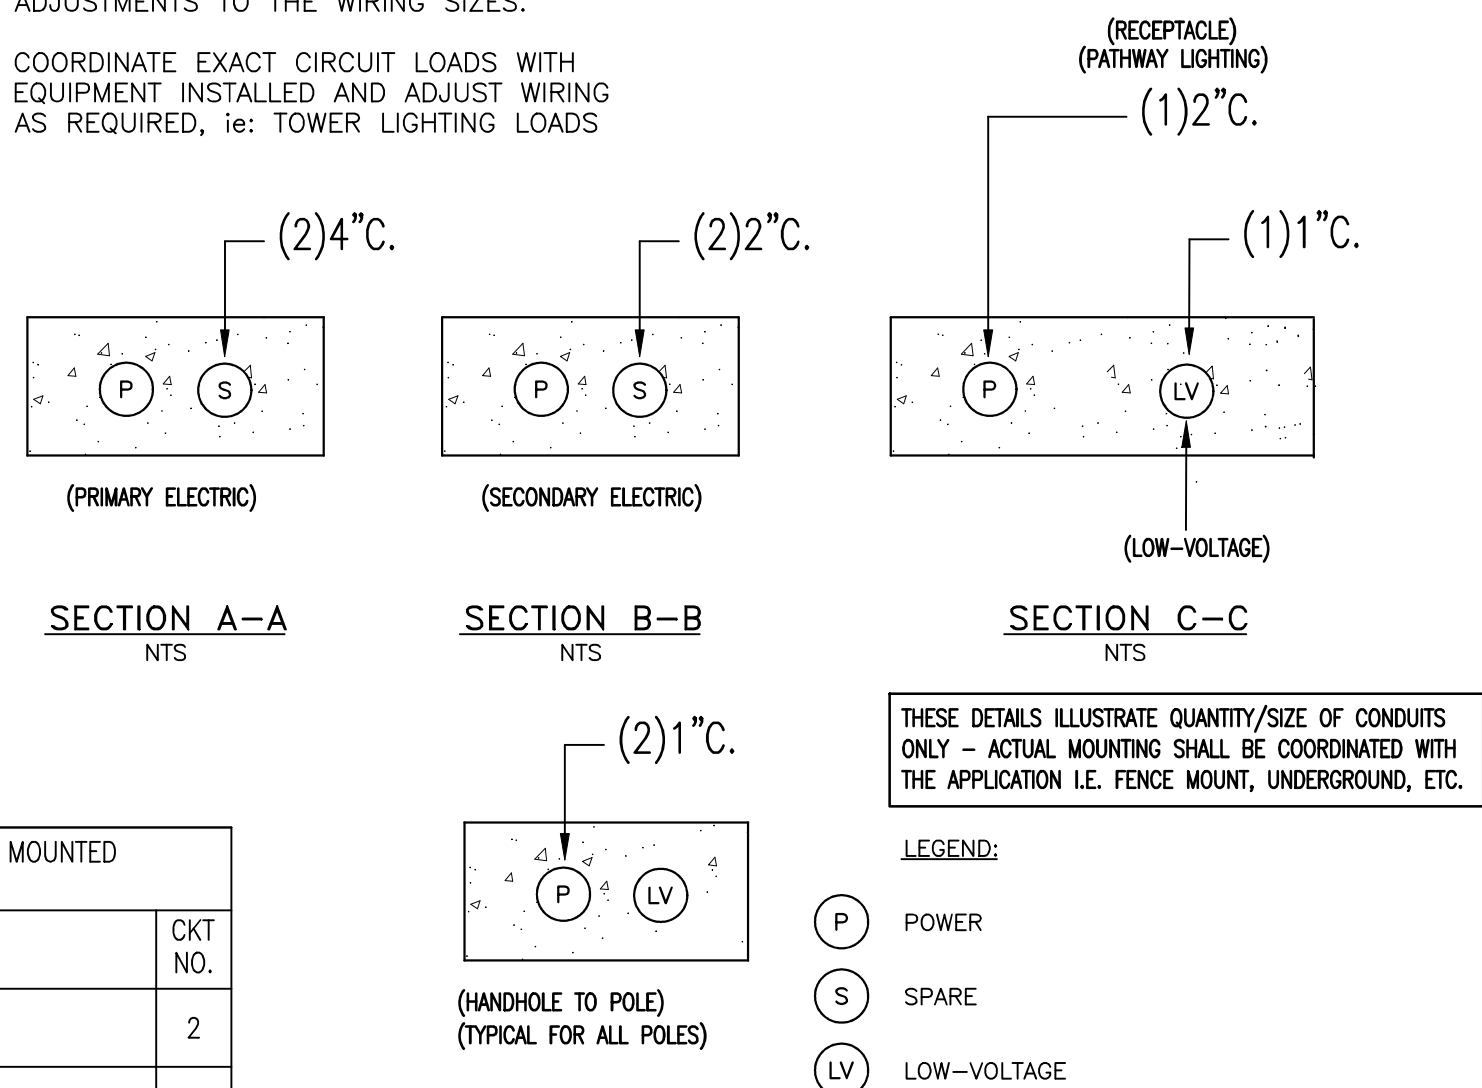 ADJUSTMENTS TO THE WIRING SIZES.
COORDINATE EXACT CIRCUIT LOADS WITH
EQUIPMENT INSTALLED AND ADJUST WIRING
AS REQUIRED, ie: TOWER LIGHTING LOADS
(RECEPTACLE)
(PATHWAY LIGHTING)
(1)2"C.
(2)4"C.
(2)2"C.
(1)1"C.
P
S
P
S
P
LV
(PRIMARY ELECTRIC)
(SECONDARY ELECTRIC)
(LOW-VOLTAGE)
SECTION A-A
NTS
SECTION B-B
NTS
SECTION C-C
NTS
(2)1"C.
P
LV
(HANDHOLE TO POLE)
(TYPICAL FOR ALL POLES)
THESE DETAILS ILLUSTRATE QUANTITY/SIZE OF CONDUITS
ONLY - ACTUAL MOUNTING SHALL BE COORDINATED WITH
THE APPLICATION I.E. FENCE MOUNT, UNDERGROUND, ETC.
LEGEND:
P POWER
S SPARE
LV LOW-VOLTAGE
MOUNTED
CKT
NO.
2